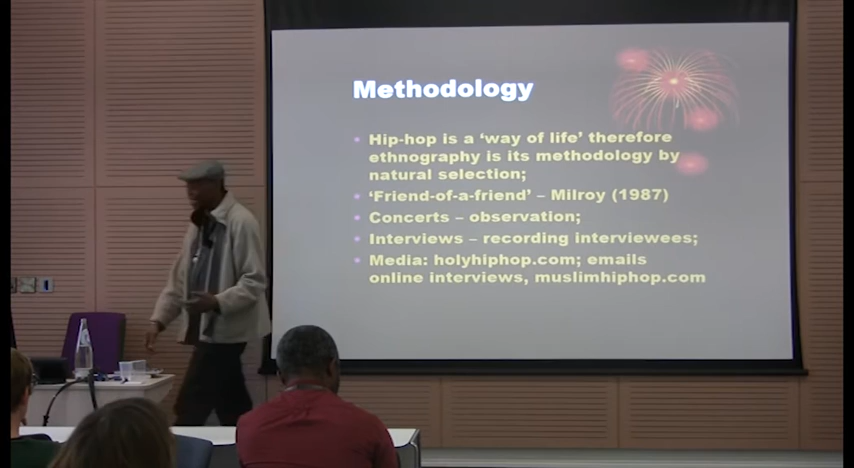 Methodology
Hip-hop is a ‘way of life’ therefore
ethnography is its methodology by
natural selection;
‘Friend-of-a-friend’ – Milroy (1987)
Concerts – observation;
Interviews – recording interviewees;
Media: holyhiphop.com; emails
online interviews, muslimhiphop.com